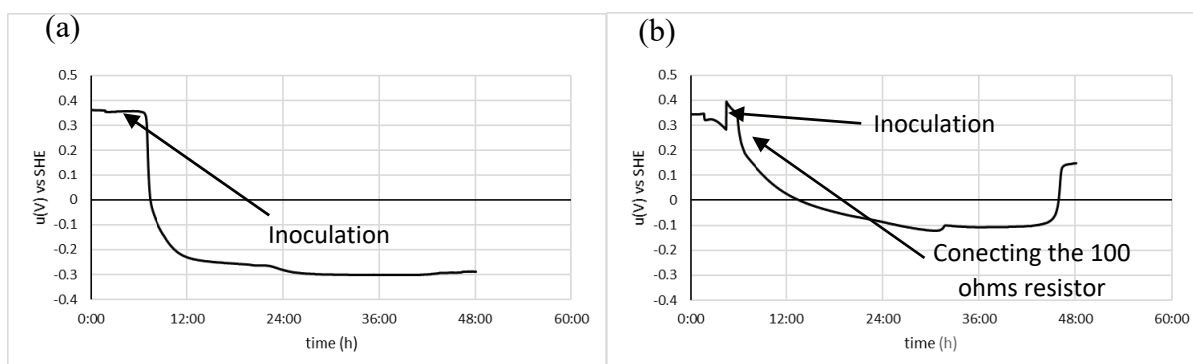 (a)
0.5
0.4
0.3
0.2
0.1
0
-0.1
-0.2
-0.3
-0.4
u(V) vs SHE
Inoculation
0:00 12:00 24:00 36:00 48:00 60:00
time (h)
(b)
0.5
0.4
0.3
0.2
0.1
0
-0.1
-0.2
-0.3
-0.4
u(V) vs SHE
Inoculation
Conecting the 100
ohms resistor
0:00 12:00 24:00 36:00 48:00 60:00
time (h)